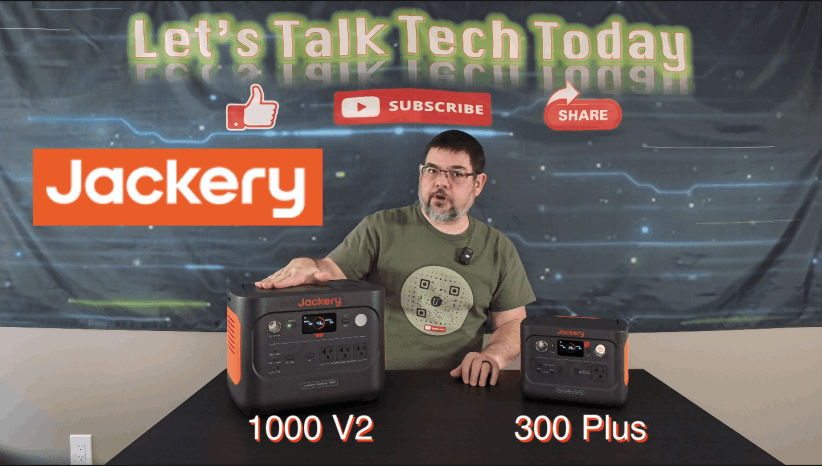 Let's Talk Tech Today
SUBSCRIBE
SHARE
Jackery
Jackery
Jackery
1000 V2
300 Plus